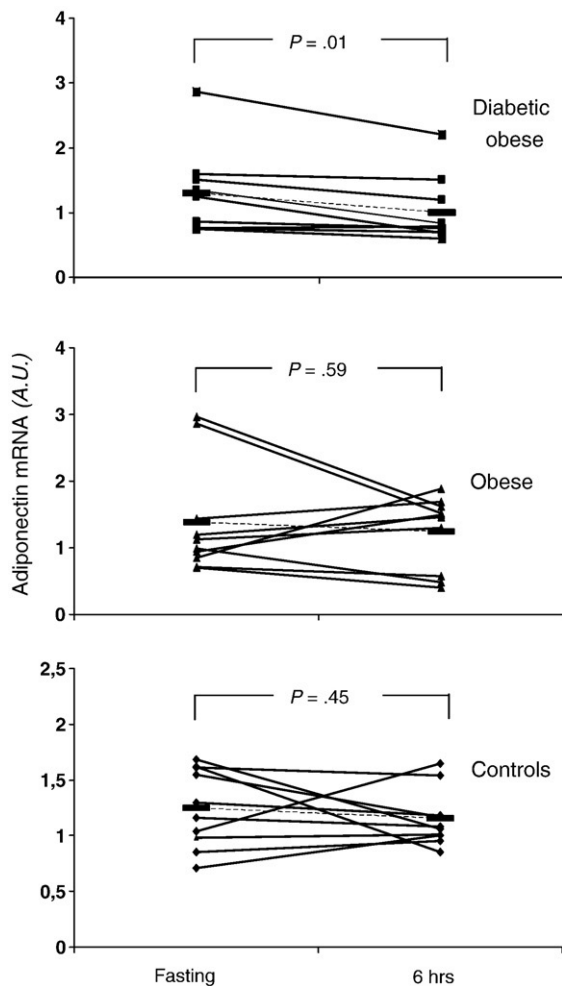 Adiponectin mRNA (A.U.)
4
3
2
1
0
P = .01
Diabetic
obese
4
3
2
1
0
P = .59
Obese
2,5
2
1,5
1
0,5
0
P = .45
Controls
Fasting
6 hrs